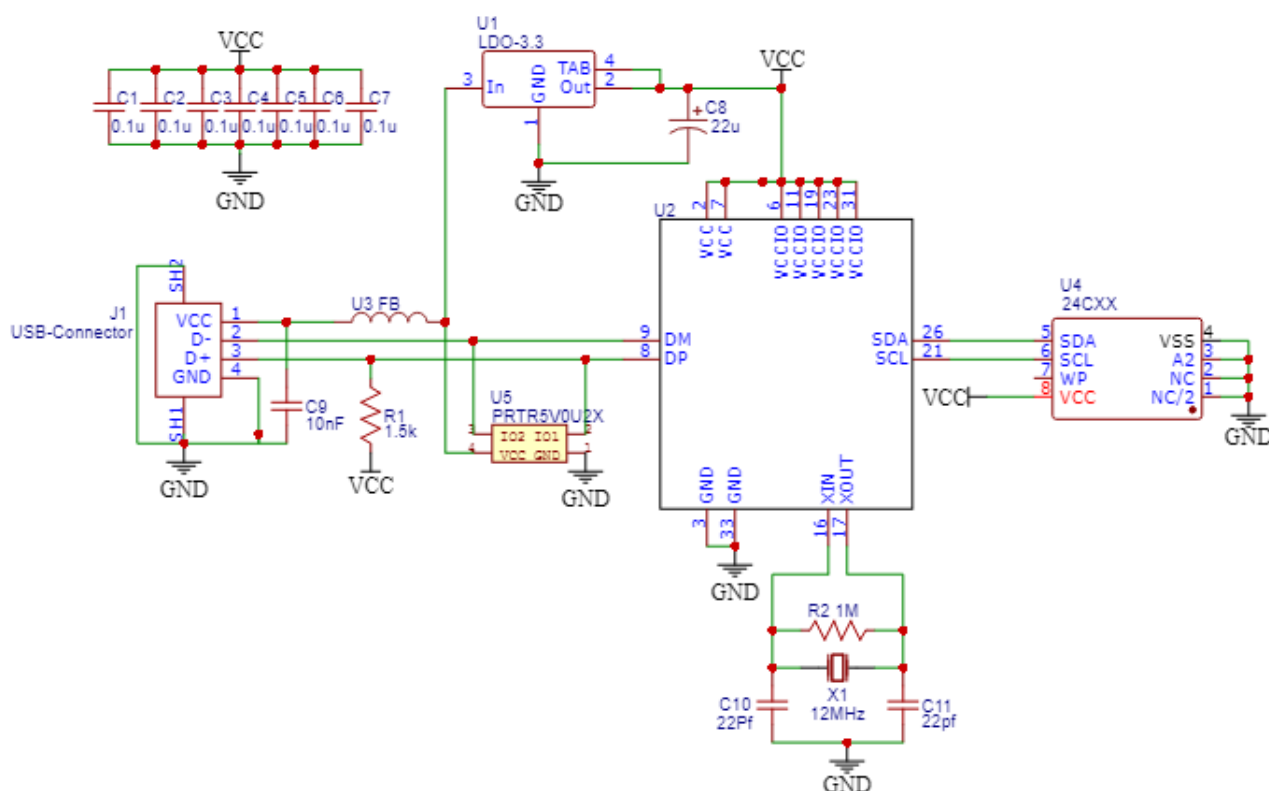 VCC
C1 C2 C3 C4 C5 C6 C7
0.1u 0.1u 0.1u 0.1u 0.1u 0.1u 0.1u
GND
U1
LDO-3.3
3 In GND TAB 4
Out 2
1
GND
C8
22u
VCC
U2
2 7 6 11 19 23 31
VCC VCC VCCIO VCCIO VCCIO VCCIO VCCIO
J1
USB-Connector
SH2
VCC 1
D- 2
D+ 3
GND 4
SH1
GND
U3 FB
C9
10nF
R1
1.5k
VCC
U5
PRTR5V0U2X
3 IO2 IO1 2
4 VCC GND 1
GND
9 DM
8 DP
SDA 26
SCL 21
GND GND
3 33
GND
XIN XOUT
16 17
R2 1M
X1
12MHz
C10
22Pf
C11
22pf
GND
U4
24CXX
5 SDA VSS 4
6 SCL A2 3
7 WP NC 2
VCC 8 VCC NC/2 1
GND